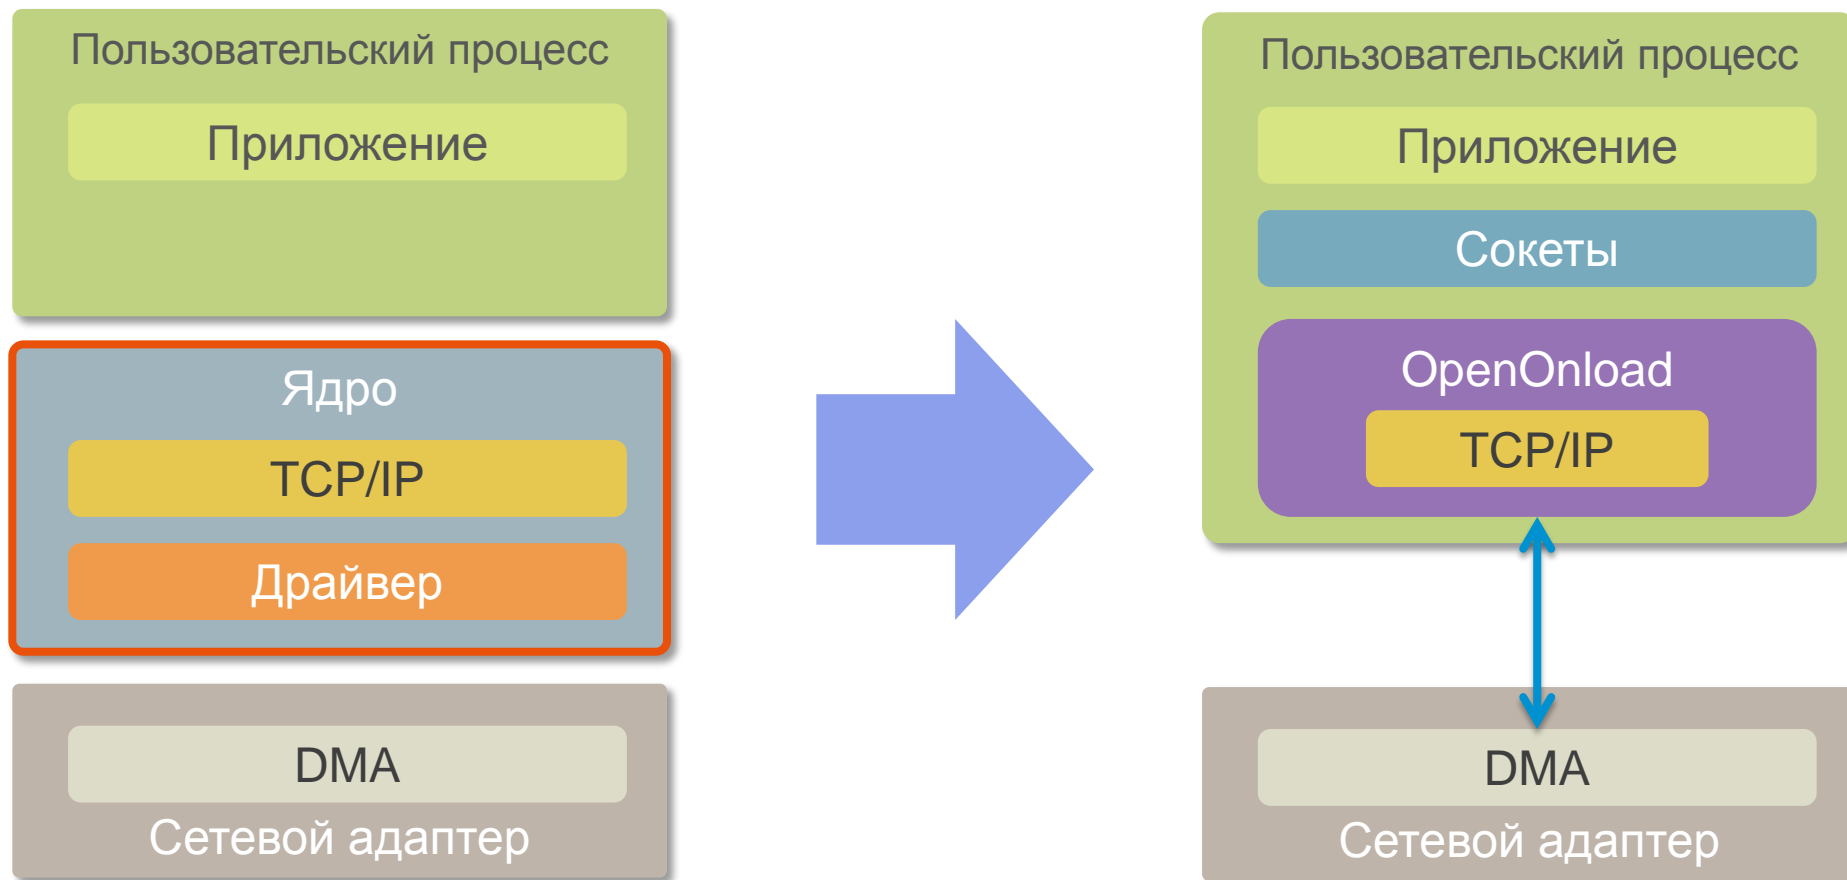 Пользовательский процесс
Приложение
Ядро
TCP/IP
Драйвер
DMA
Сетевой адаптер
Пользовательский процесс
Приложение
Сокеты
OpenOnload
TCP/IP
DMA
Сетевой адаптер